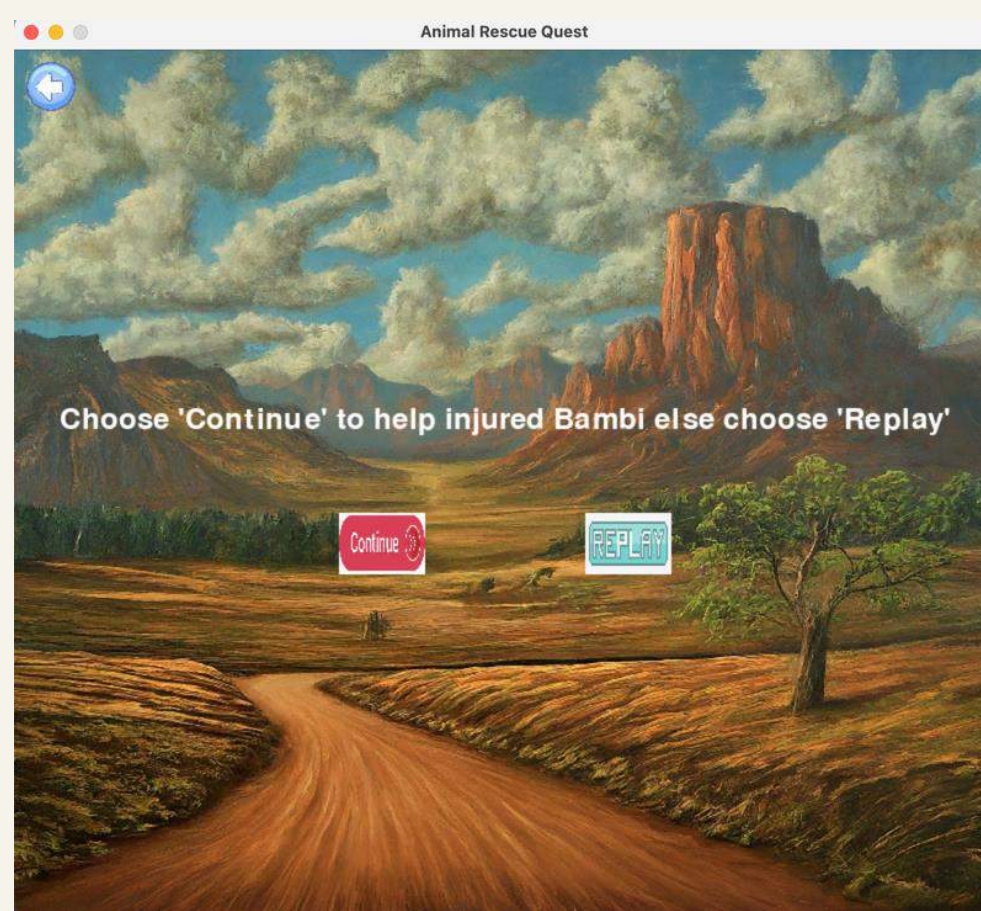 Animal Rescue Quest
Choose 'Continue' to help injured Bambi else choose 'Replay'
Continue
REPLAY